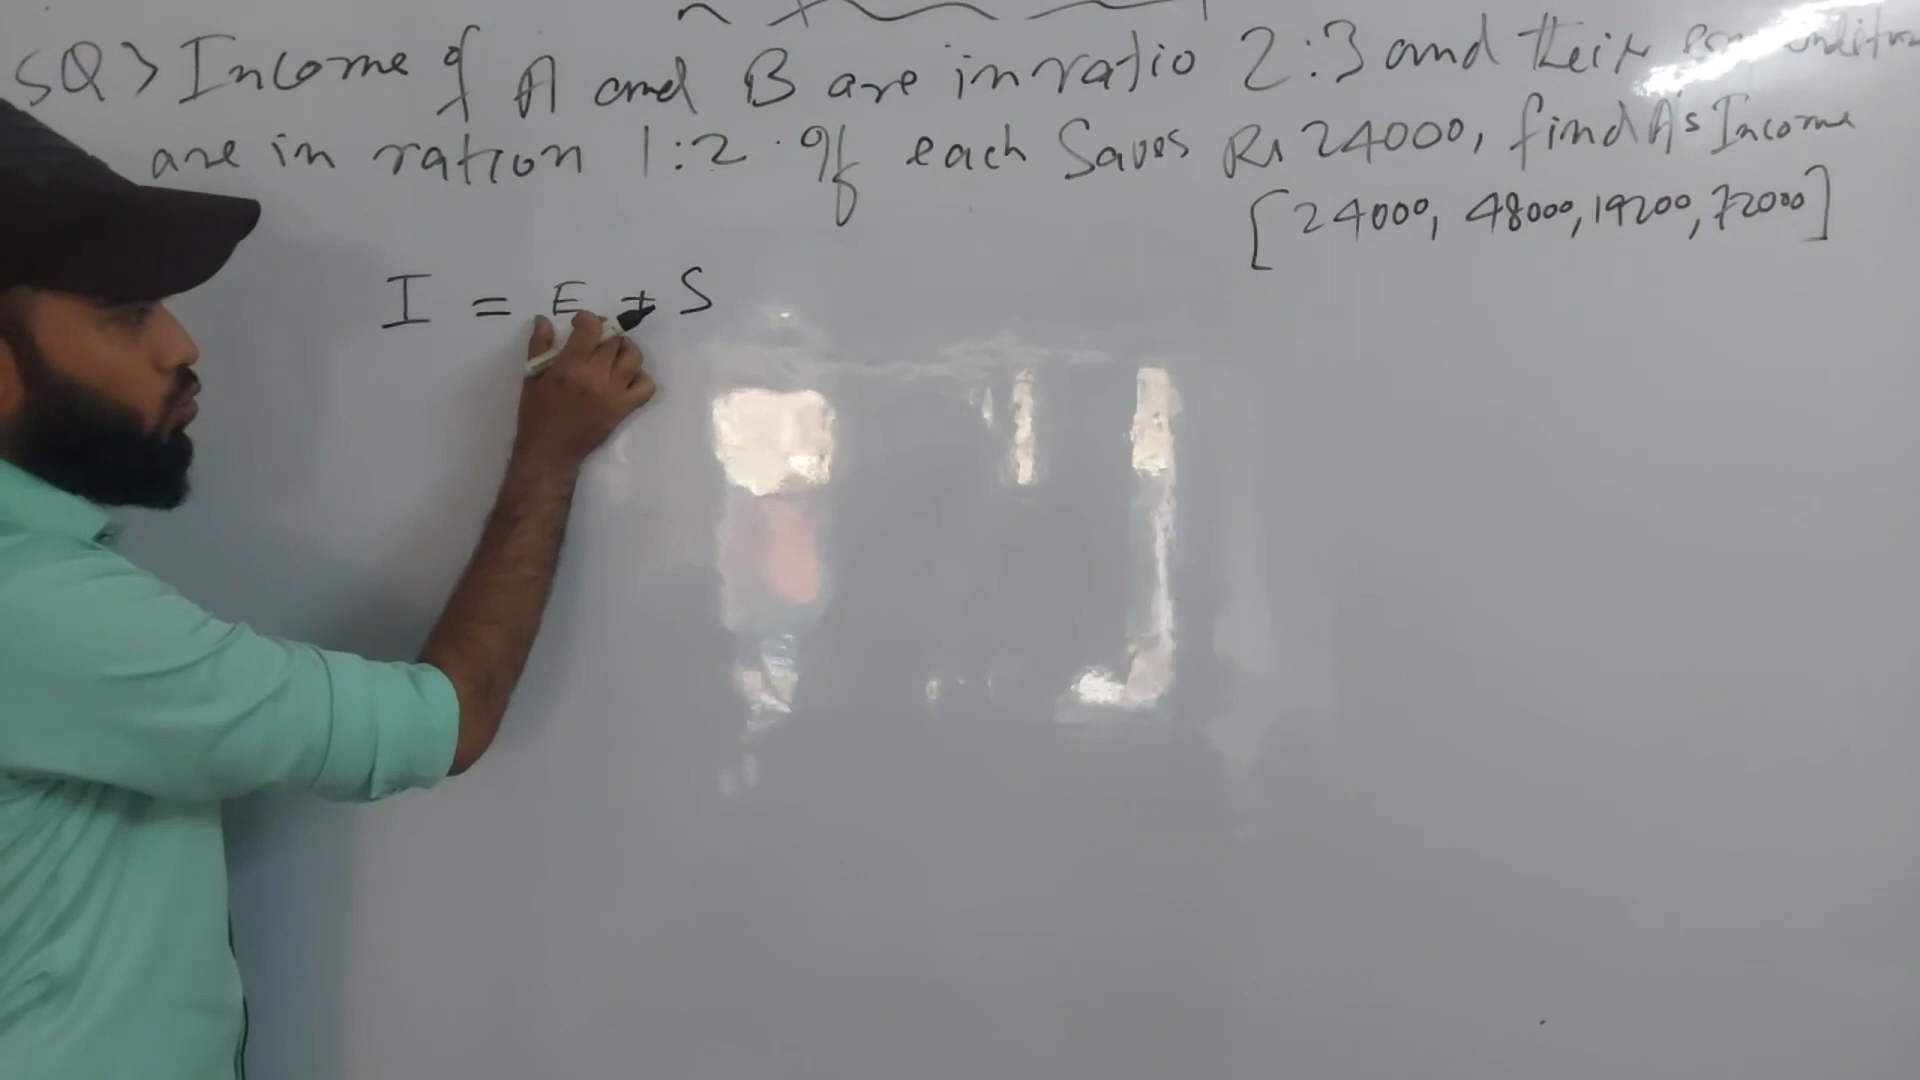 SQ> Income of A and B are in ratio 2:3 and their
are in ration 1:2. If each Saves Rs 24000, find A's Income
[24000, 48000, 19200, 72000]
I = E + S